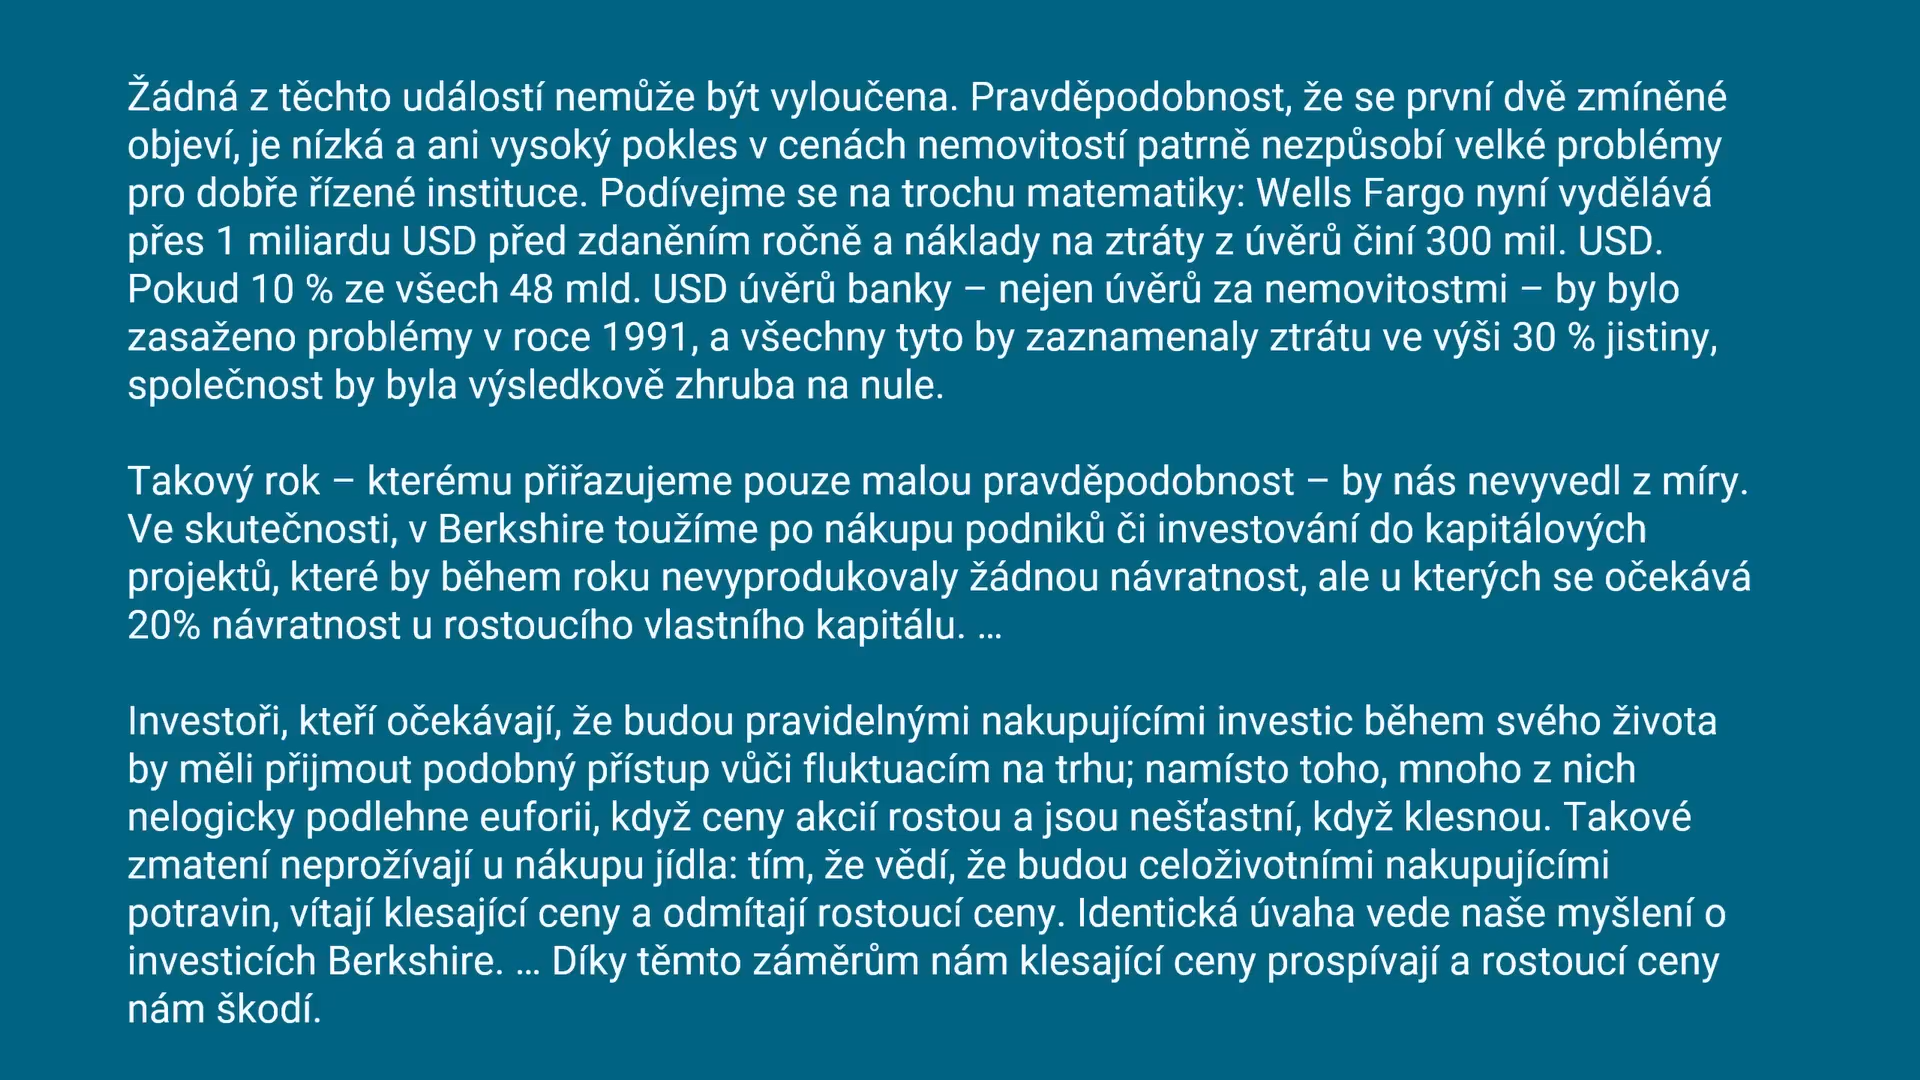 Žádná z těchto událostí nemůže být vyloučena. Pravděpodobnost, že se první dvě zmíněné
objeví, je nízká a ani vysoký pokles v cenách nemovitostí patrně nezpůsobí velké problémy
pro dobře řízené instituce. Podívejme se na trochu matematiky: Wells Fargo nyní vydělává
přes 1 miliardu USD před zdaněním ročně a náklady na ztráty z úvěrů činí 300 mil. USD.
Pokud 10 % ze všech 48 mld. USD úvěrů banky – nejen úvěrů za nemovitostmi – by bylo
zasaženo problémy v roce 1991, a všechny tyto by zaznamenaly ztrátu ve výši 30 % jistiny,
společnost by byla výsledkově zhruba na nule.
Takový rok – kterému přiřazujeme pouze malou pravděpodobnost – by nás nevyvedl z míry.
Ve skutečnosti, v Berkshire toužíme po nákupu podniků či investování do kapitálových
projektů, které by během roku nevyprodukovaly žádnou návratnost, ale u kterých se očekává
20% návratnost u rostoucího vlastního kapitálu. …
Investoři, kteří očekávají, že budou pravidelnými nakupujícími investic během svého života
by měli přijmout podobný přístup vůči fluktuacím na trhu; namísto toho, mnoho z nich
nelogicky podlehne euforii, když ceny akcií rostou a jsou nešťastní, když klesnou. Takové
zmatení neprožívají u nákupu jídla: tím, že vědí, že budou celoživotními nakupujícími
potravin, vítají klesající ceny a odmítají rostoucí ceny. Identická úvaha vede naše myšlení o
investicích Berkshire. … Díky těmto záměrům nám klesající ceny prospívají a rostoucí ceny
nám škodí.